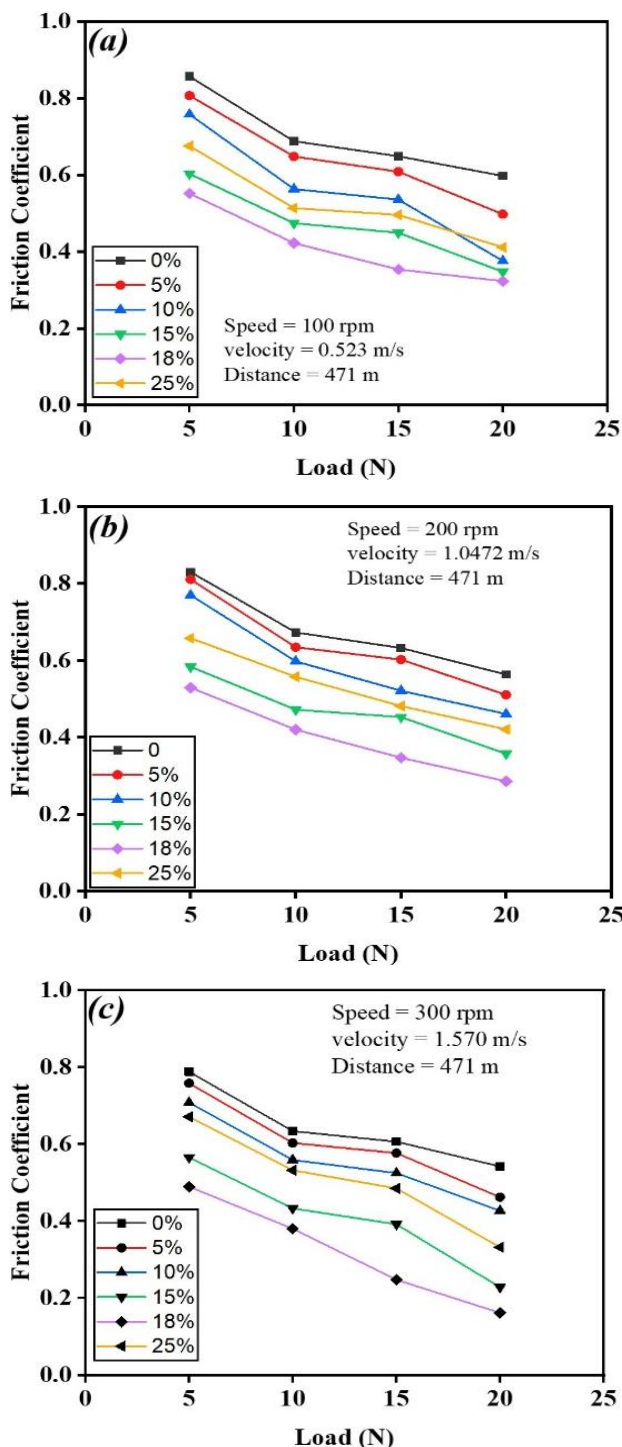 (a)
1.0
0.8
0.6
0.4
0.2
0.0
Friction Coefficient
0%
5%
10%
15%
18%
25%
Speed = 100 rpm
velocity = 0.523 m/s
Distance = 471 m
0 5 10 15 20 25
Load (N)
(b)
1.0
0.8
0.6
0.4
0.2
0.0
Friction Coefficient
Speed = 200 rpm
velocity = 1.0472 m/s
Distance = 471 m
0
5%
10%
15%
18%
25%
0 5 10 15 20 25
Load (N)
(c)
1.0
0.8
0.6
0.4
0.2
0.0
Friction Coefficient
Speed = 300 rpm
velocity = 1.570 m/s
Distance = 471 m
0%
5%
10%
15%
18%
25%
0 5 10 15 20 25
Load (N)